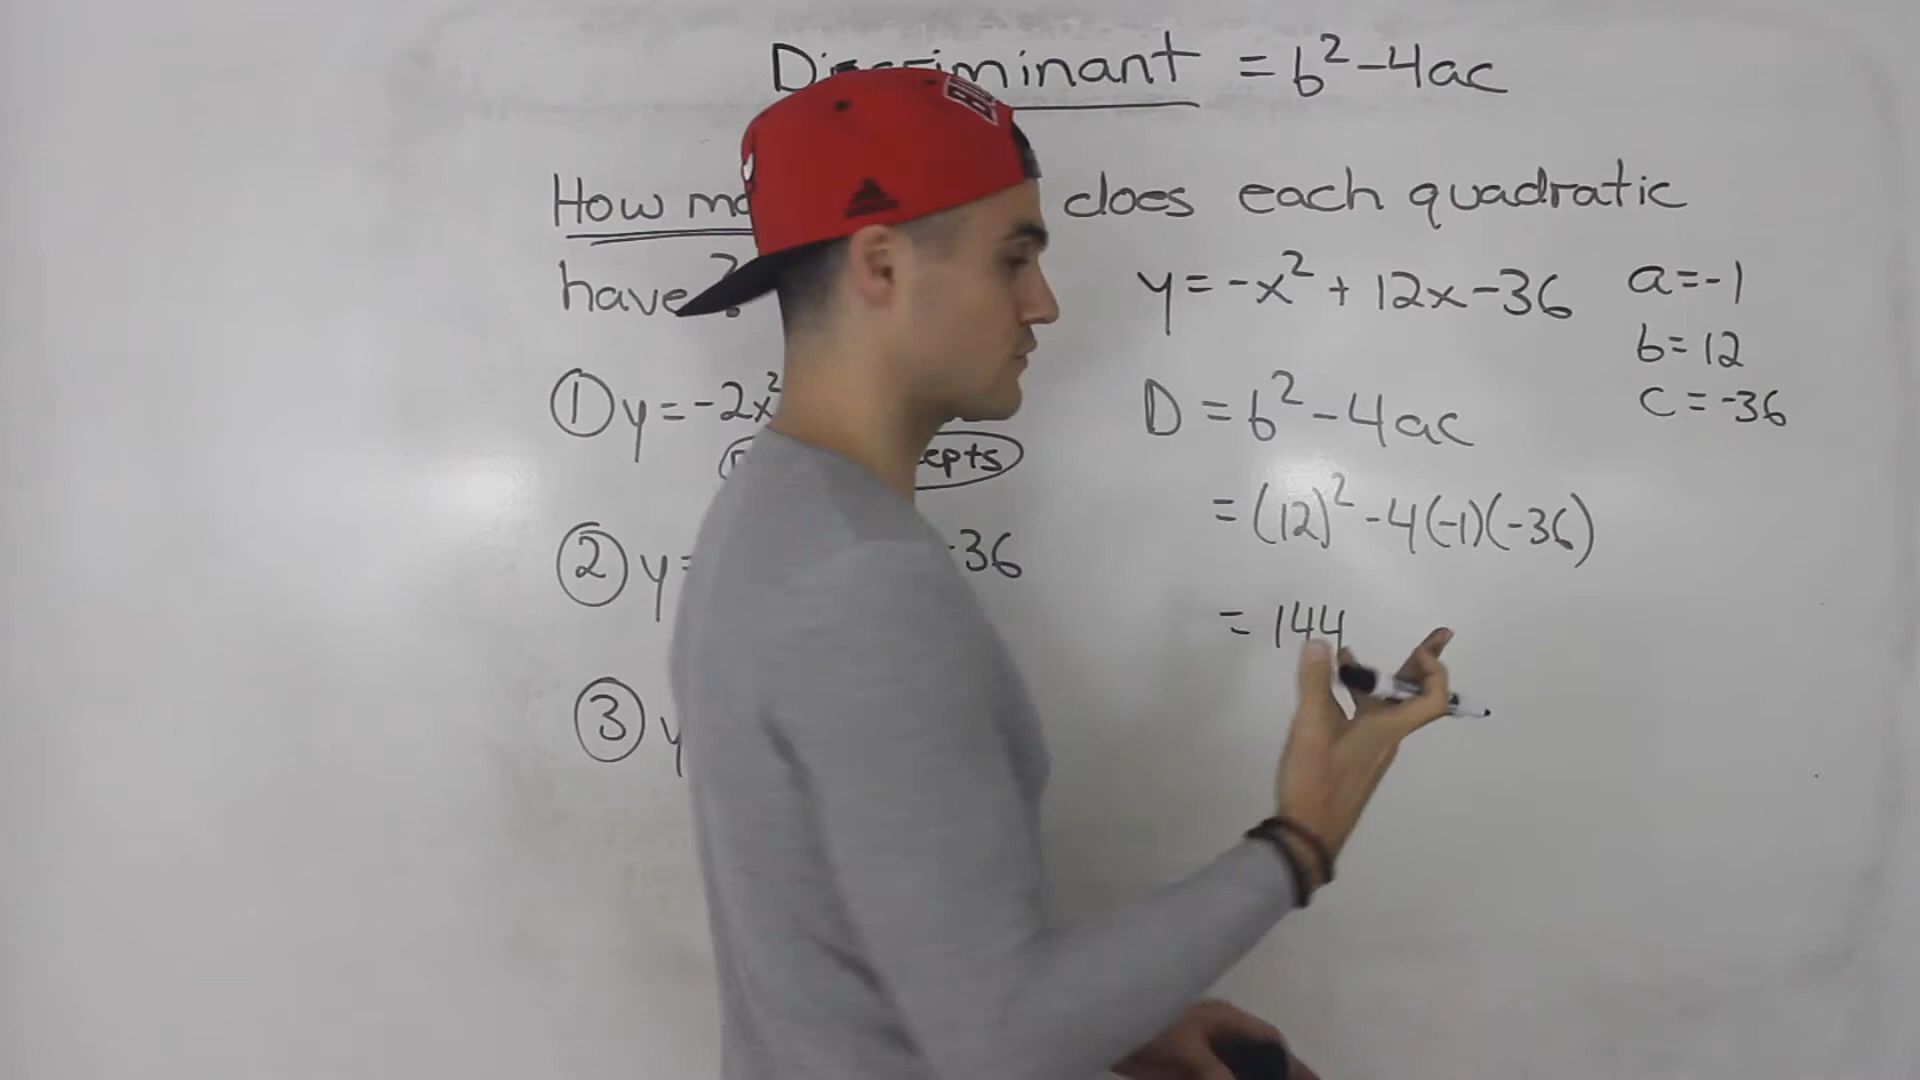 Discriminant = b²-4ac
How does each quadratic
have?
① y=-2x²
② y= -36
③ y
y=-x²+12x-36
a=-1
b=12
c=-36
D=b²-4ac
=(12)²-4(-1)(-36)
=144